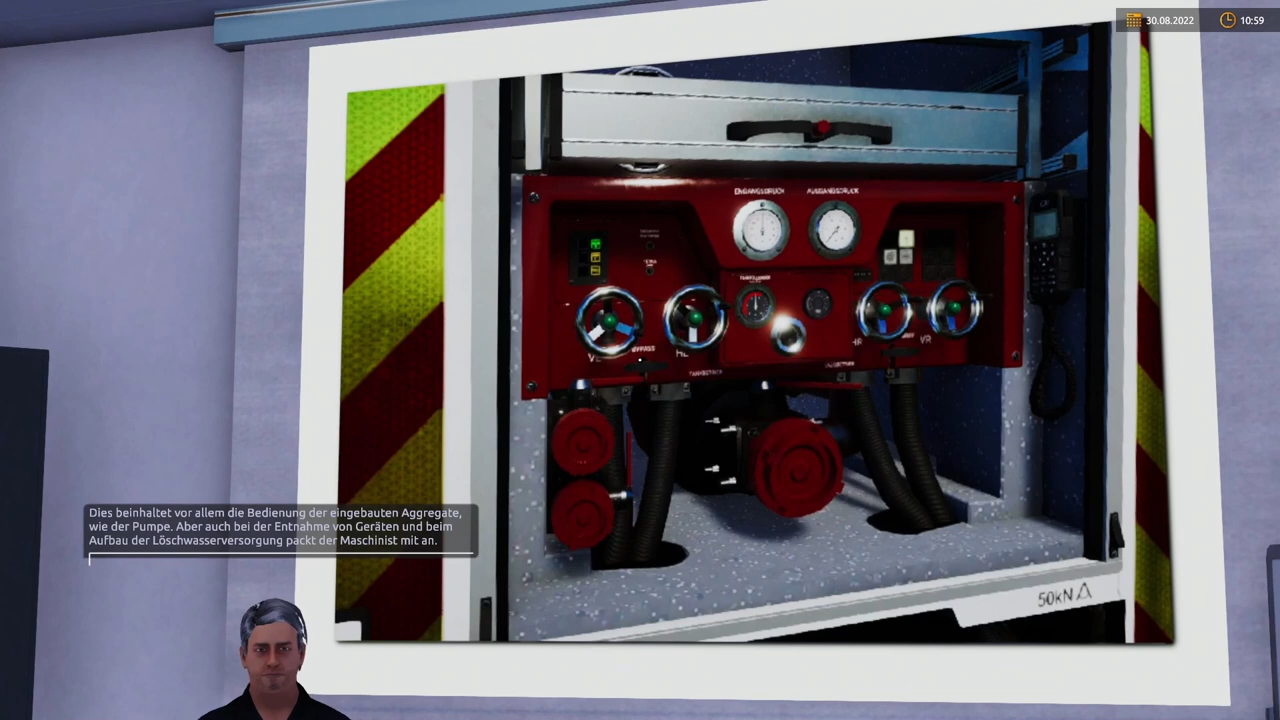 30.08.2022
10:59
EINGANGSDRUCK
AUSGANGSDRUCK
BYPASS
HR
VR
Dies beinhaltet vor allem die Bedienung der eingebauten Aggregate,
wie der Pumpe. Aber auch bei der Entnahme von Geräten und beim
Aufbau der Löschwasserversorgung packt der Maschinist mit an.
50kN